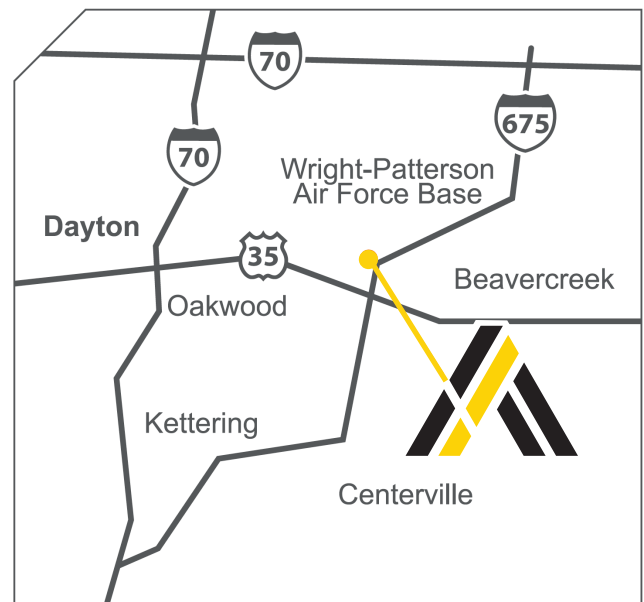 70
675
70
Wright-Patterson
Air Force Base
Dayton
35
Beavercreek
Oakwood
Kettering
Centerville